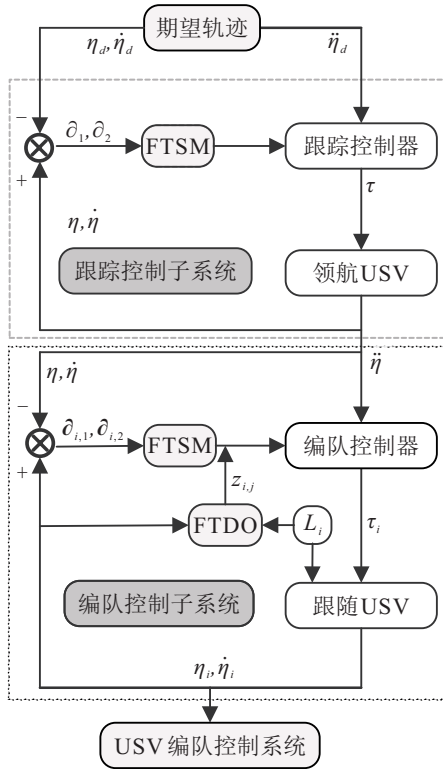 期望轨迹
η_d, η̇_d
η̈_d
−
∂₁,∂₂
FTSM
跟踪控制器
+
τ
η, η̇
跟踪控制子系统
领航USV
η, η̇
η̈
−
∂_{i,1},∂_{i,2}
FTSM
编队控制器
+
z_{i,j}
FTDO
L_i
τ_i
编队控制子系统
跟随USV
η_i, η̇_i
USV编队控制系统